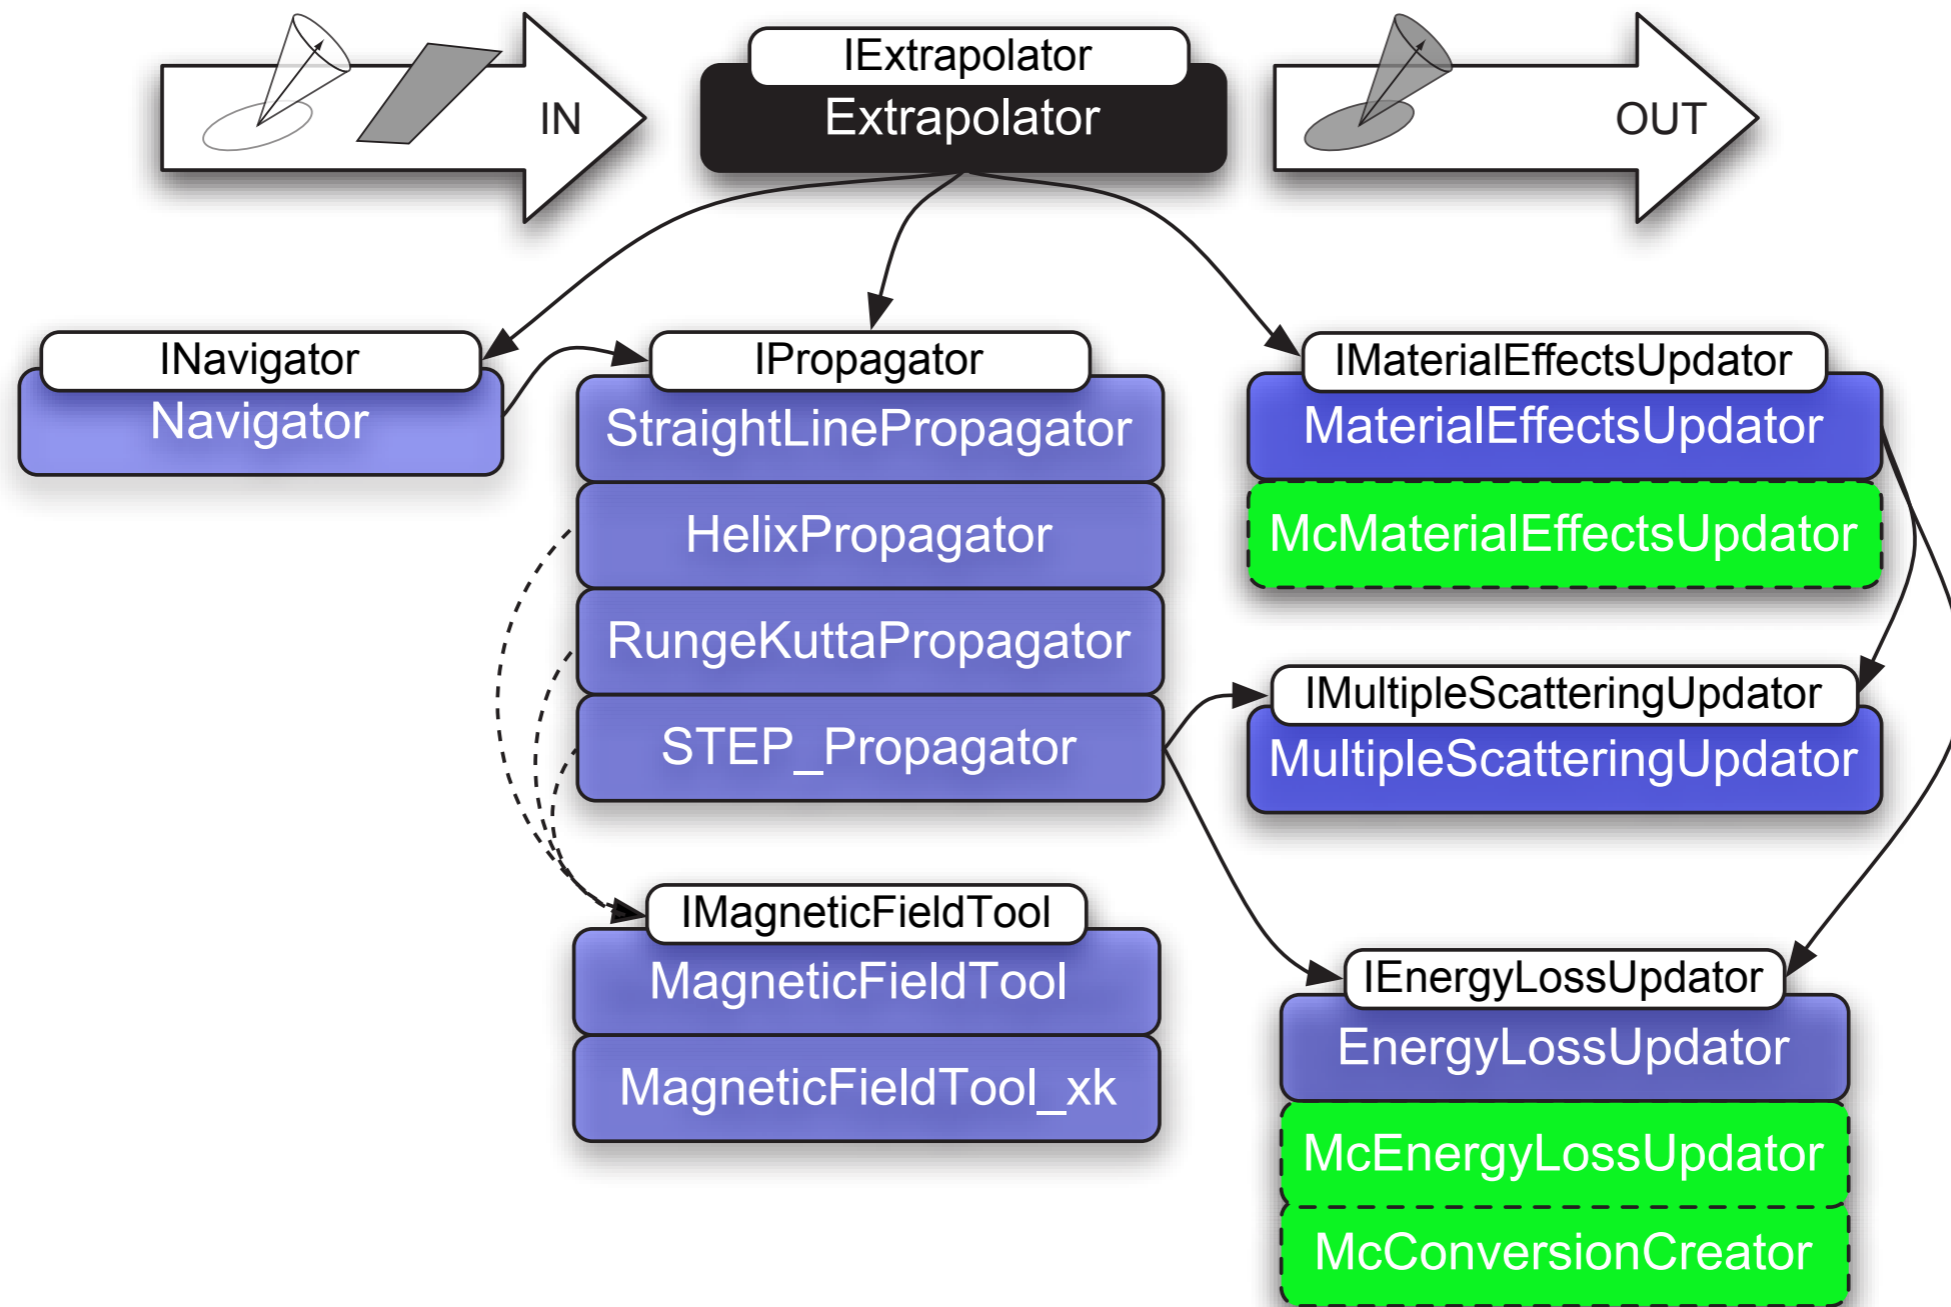 IN
IExtrapolator
Extrapolator
OUT
INavigator
Navigator
IPropagator
StraightLinePropagator
HelixPropagator
RungeKuttaPropagator
STEP_Propagator
IMaterialEffectsUpdator
MaterialEffectsUpdator
McMaterialEffectsUpdator
IMultipleScatteringUpdator
MultipleScatteringUpdator
IMagneticFieldTool
MagneticFieldTool
MagneticFieldTool_xk
IEnergyLossUpdator
EnergyLossUpdator
McEnergyLossUpdator
McConversionCreator